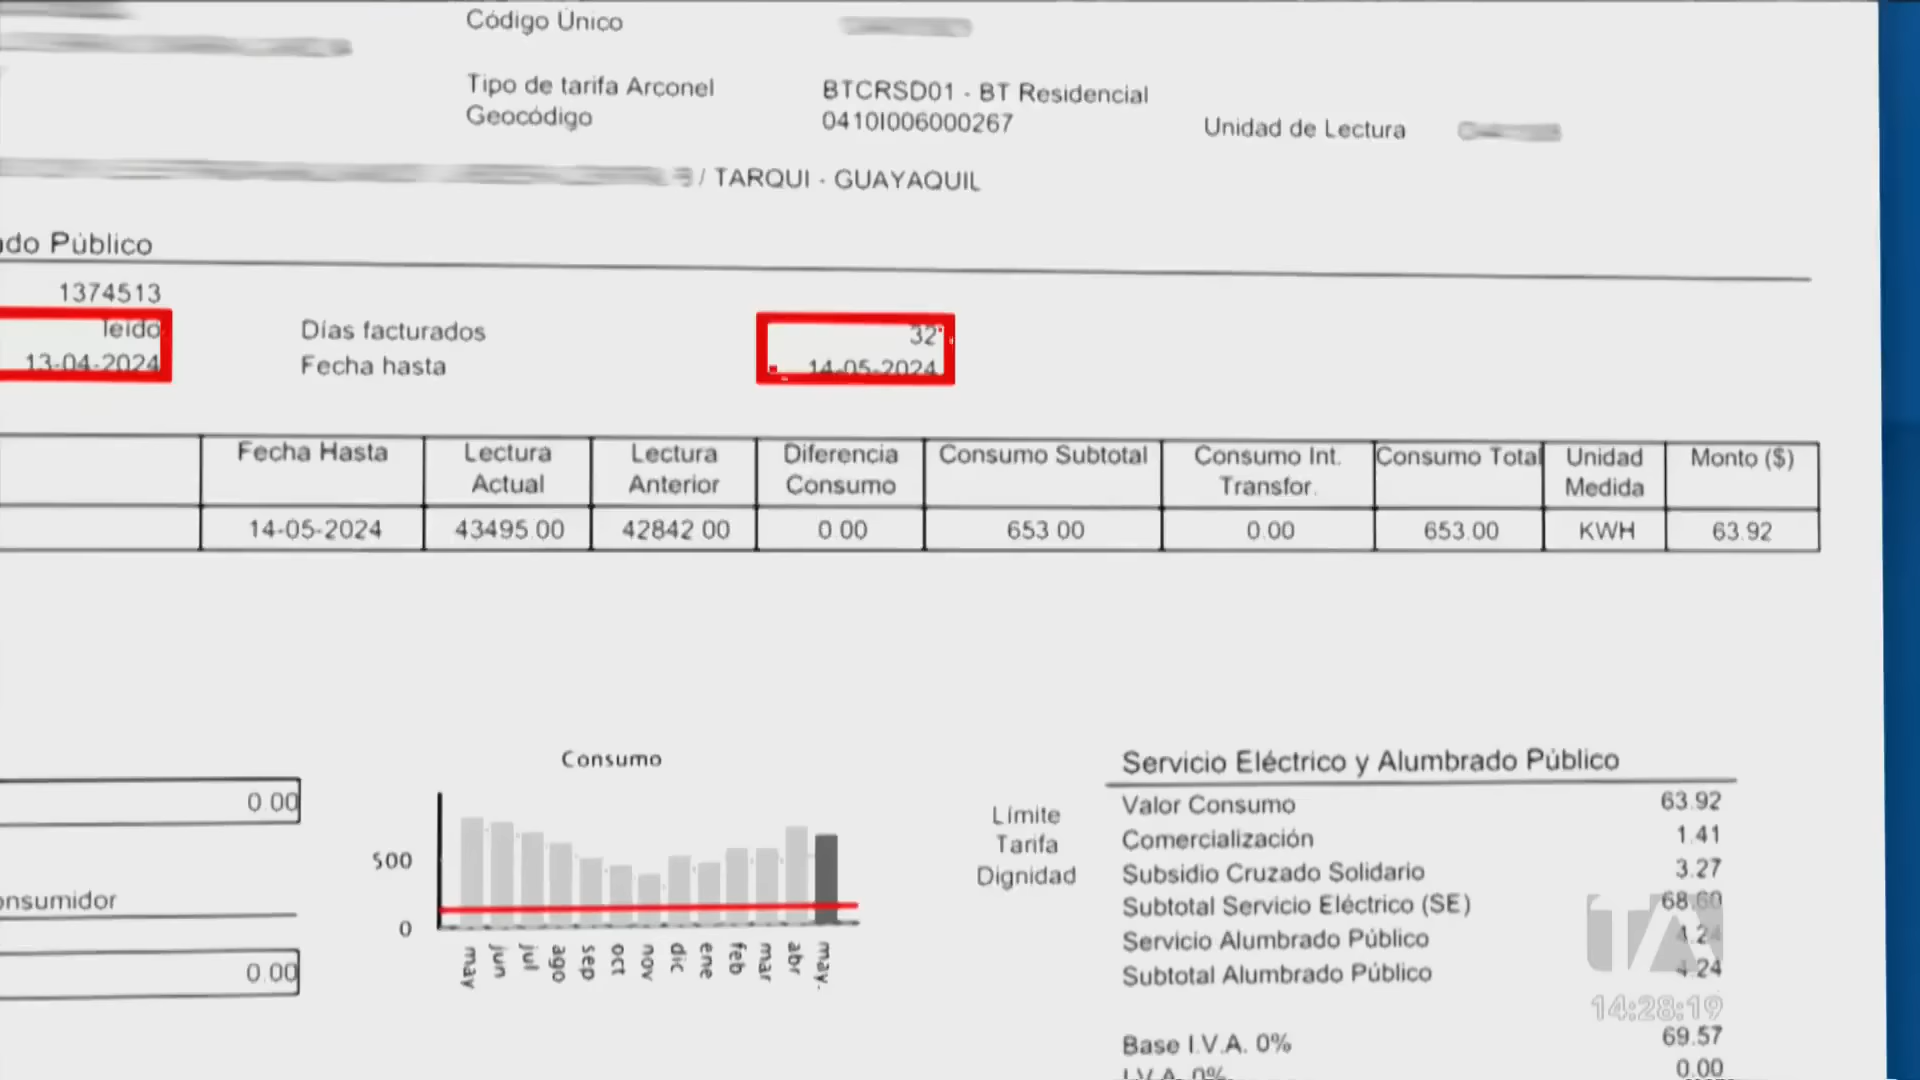 Código Único
Tipo de tarifa Arconel BTCRSD01 - BT Residencial
Geocódigo 0410I006000267 Unidad de Lectura
/ TARQUI - GUAYAQUIL
do Público
1374513
leido Días facturados 32
13-04-2024 Fecha hasta 14-05-2024
Fecha Hasta Lectura Actual Lectura Anterior Diferencia Consumo Consumo Subtotal Consumo Int. Transfor. Consumo Total Unidad Medida Monto ($)
14-05-2024 43495.00 42842.00 0.00 653.00 0.00 653.00 KWH 63.92
Consumo
500
0
may jun jul ago sep oct nov dic ene feb mar abr may.
Límite
Tarifa
Dignidad
0.00
onsumidor
0.00
Servicio Eléctrico y Alumbrado Público
Valor Consumo 63.92
Comercialización 1.41
Subsidio Cruzado Solidario 3.27
Subtotal Servicio Eléctrico (SE) 68.60
Servicio Alumbrado Público 4.24
Subtotal Alumbrado Público 4.24
Base I.V.A. 0% 69.57
I.V.A. 0% 0.00
TA
14:28:19